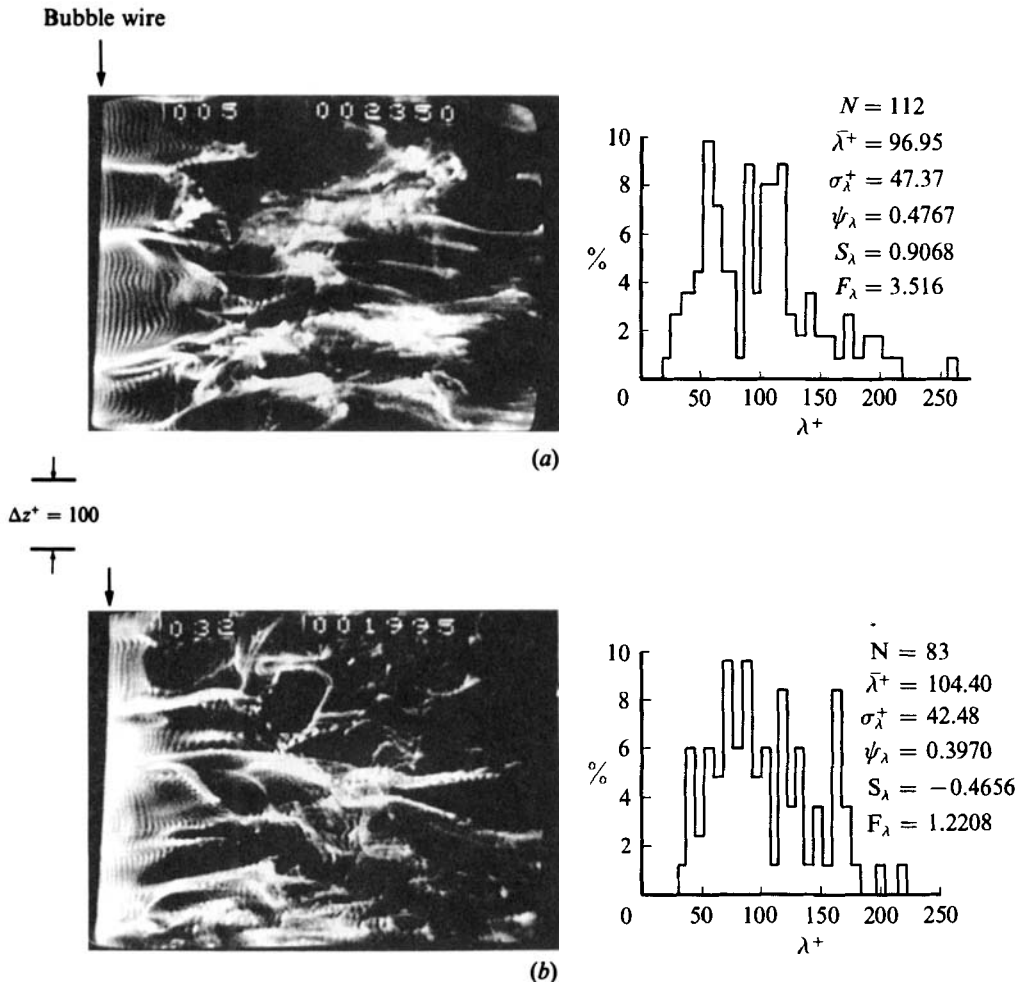 Bubble wire
005 002350
N = 112
λ̄⁺ = 96.95
σ_λ⁺ = 47.37
ψ_λ = 0.4767
S_λ = 0.9068
F_λ = 3.516
10
8
6
%
4
2
0 50 100 150 200 250
λ⁺
(a)
Δz⁺ = 100
032 001995
N = 83
λ̄⁺ = 104.40
σ_λ⁺ = 42.48
ψ_λ = 0.3970
S_λ = −0.4656
F_λ = 1.2208
10
8
6
%
4
2
0 50 100 150 200 250
λ⁺
(b)